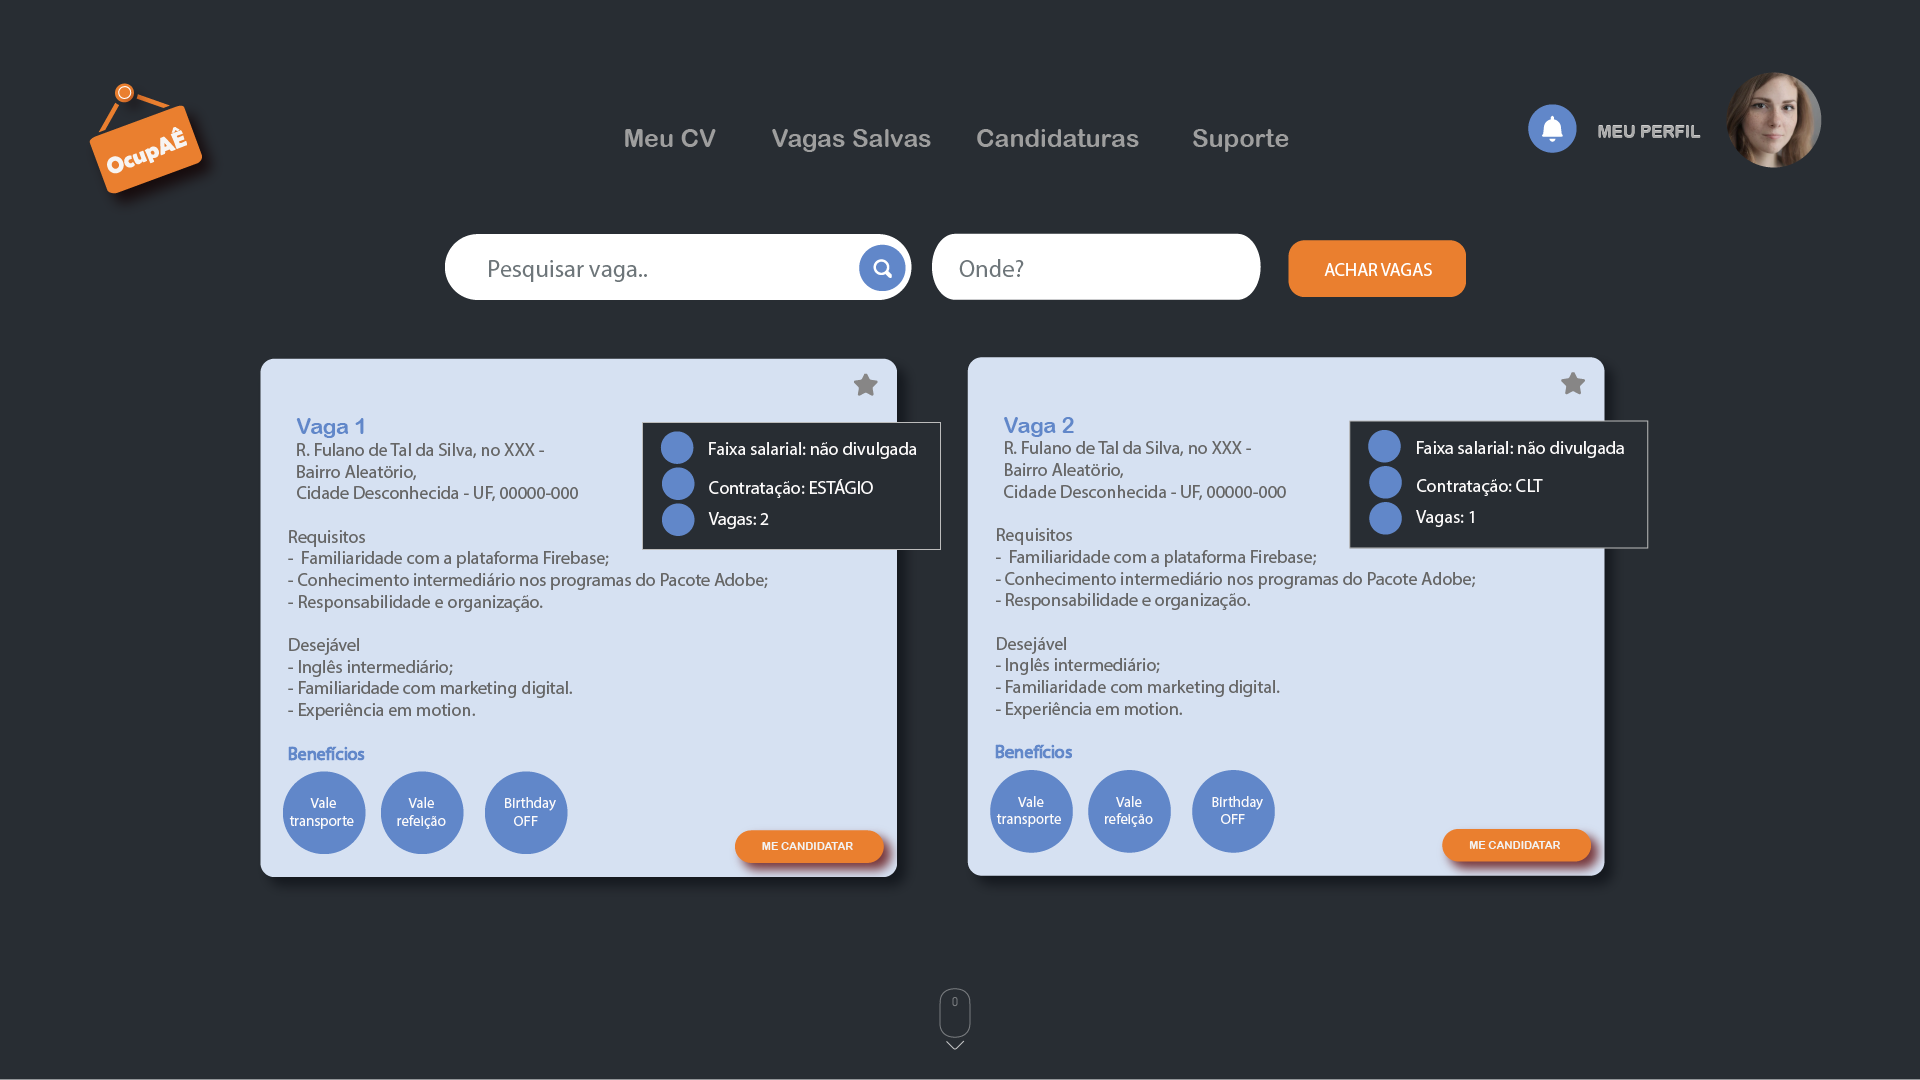 OcupAÊ
Meu CV
Vagas Salvas
Candidaturas
Suporte
MEU PERFIL
Pesquisar vaga..
Onde?
ACHAR VAGAS
Vaga 1
R. Fulano de Tal da Silva, no XXX -
Bairro Aleatório,
Cidade Desconhecida - UF, 00000-000
Faixa salarial: não divulgada
Contratação: ESTÁGIO
Vagas: 2
Requisitos
- Familiaridade com a plataforma Firebase;
- Conhecimento intermediário nos programas do Pacote Adobe;
- Responsabilidade e organização.
Desejável
- Inglês intermediário;
- Familiaridade com marketing digital.
- Experiência em motion.
Benefícios
Vale
transporte
Vale
refeição
Birthday
OFF
ME CANDIDATAR
Vaga 2
R. Fulano de Tal da Silva, no XXX -
Bairro Aleatório,
Cidade Desconhecida - UF, 00000-000
Faixa salarial: não divulgada
Contratação: CLT
Vagas: 1
Requisitos
- Familiaridade com a plataforma Firebase;
- Conhecimento intermediário nos programas do Pacote Adobe;
- Responsabilidade e organização.
Desejável
- Inglês intermediário;
- Familiaridade com marketing digital.
- Experiência em motion.
Benefícios
Vale
transporte
Vale
refeição
Birthday
OFF
ME CANDIDATAR